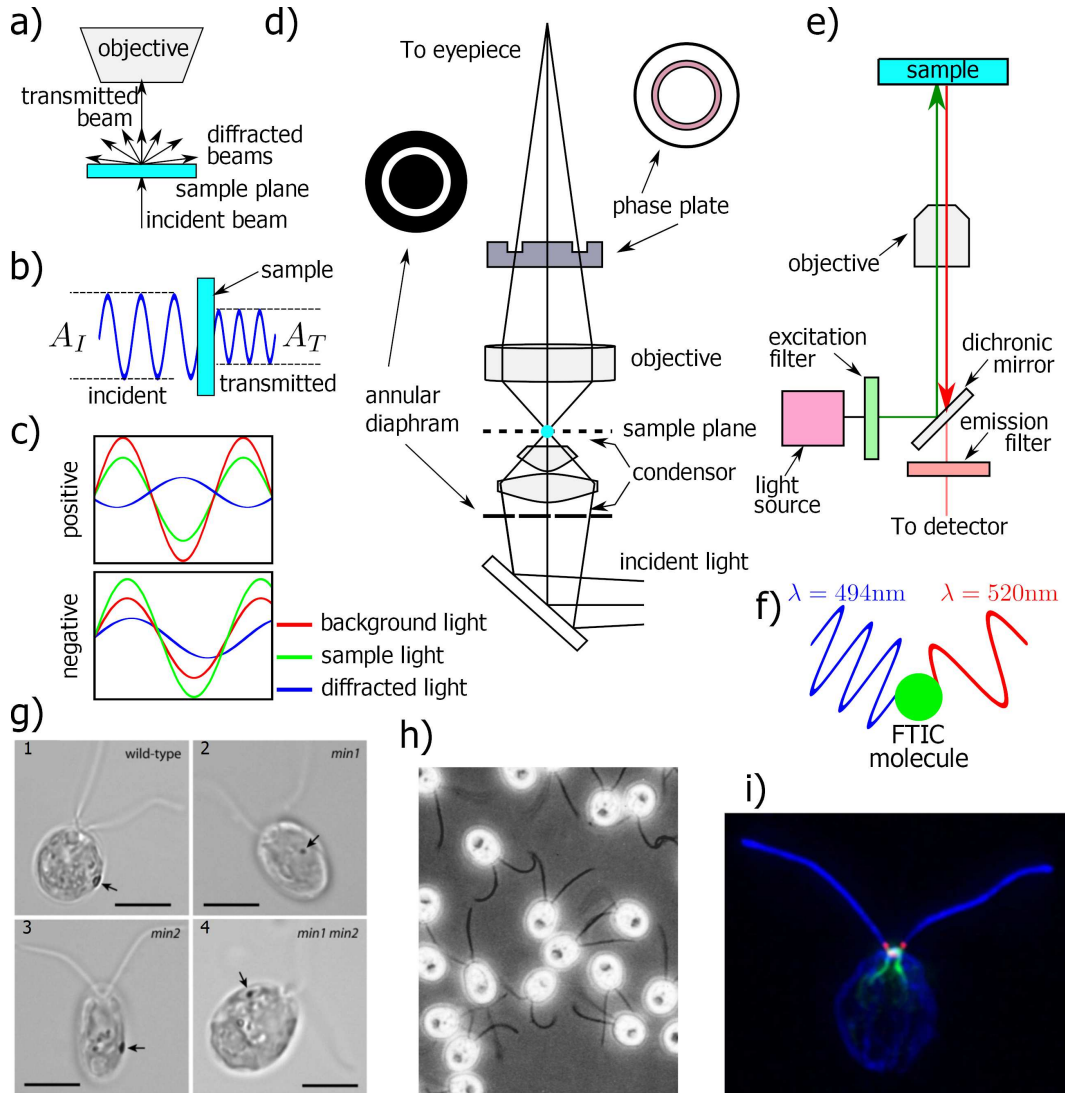 a)
objective
transmitted
beam
diffracted
beams
sample plane
incident beam
b)
sample
A_I
A_T
incident
transmitted
c)
positive
negative
background light
sample light
diffracted light
d)
To eyepiece
phase plate
objective
annular
diaphram
sample plane
condensor
incident light
e)
sample
objective
excitation
filter
dichronic
mirror
emission
filter
light
source
To detector
f)
λ = 494nm
λ = 520nm
FTIC
molecule
g)
1
wild-type
2
min1
3
min2
4
min1 min2
h)
i)